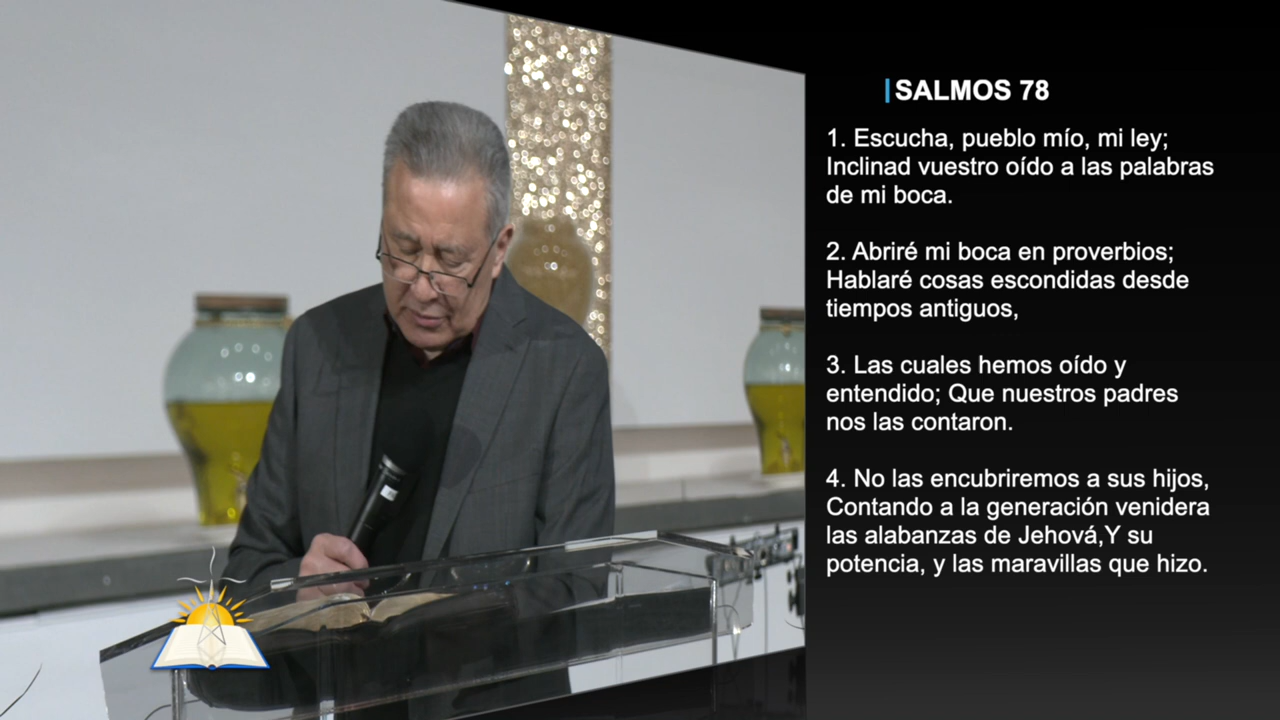 SALMOS 78
1. Escucha, pueblo mío, mi ley;
Inclinad vuestro oído a las palabras
de mi boca.
2. Abriré mi boca en proverbios;
Hablaré cosas escondidas desde
tiempos antiguos,
3. Las cuales hemos oído y
entendido; Que nuestros padres
nos las contaron.
4. No las encubriremos a sus hijos,
Contando a la generación venidera
las alabanzas de Jehová,Y su
potencia, y las maravillas que hizo.